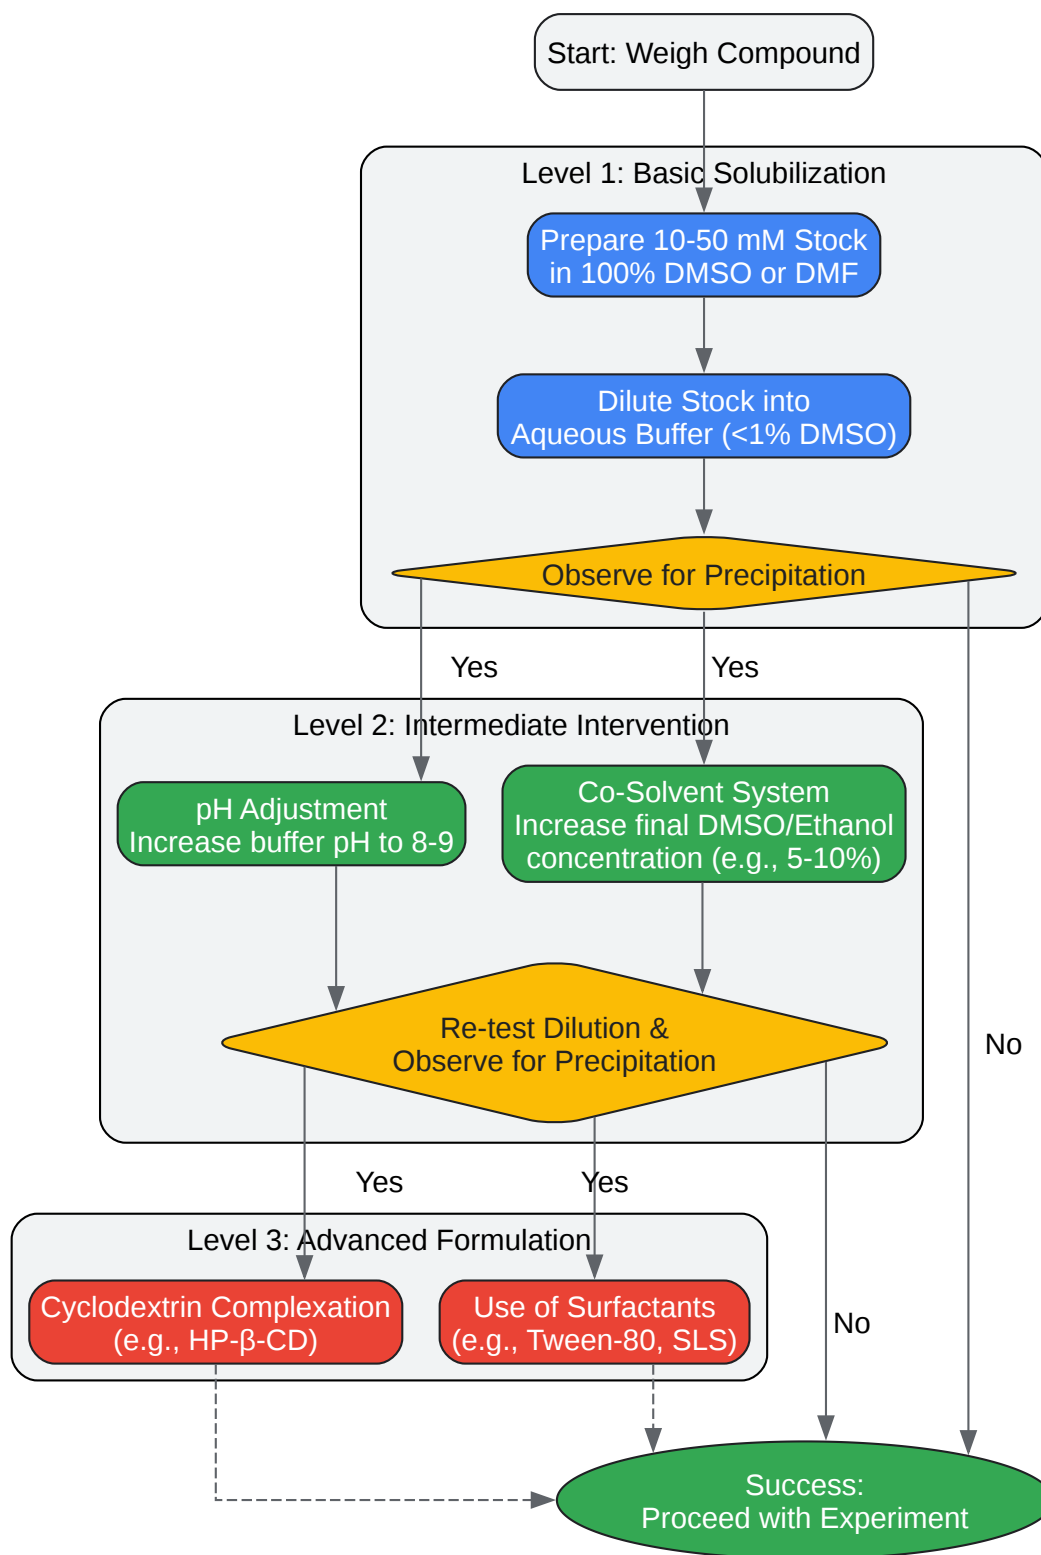 Start: Weigh Compound
Level 1: Basic Solubilization
Prepare 10-50 mM Stock
in 100% DMSO or DMF
Dilute Stock into
Aqueous Buffer (<1% DMSO)
Observe for Precipitation
Yes
Yes
Level 2: Intermediate Intervention
pH Adjustment
Increase buffer pH to 8-9
Co-Solvent System
Increase final DMSO/Ethanol
concentration (e.g., 5-10%)
Re-test Dilution &
Observe for Precipitation
No
Yes
Yes
Level 3: Advanced Formulation
Cyclodextrin Complexation
(e.g., HP-β-CD)
Use of Surfactants
(e.g., Tween-80, SLS)
No
Success:
Proceed with Experiment